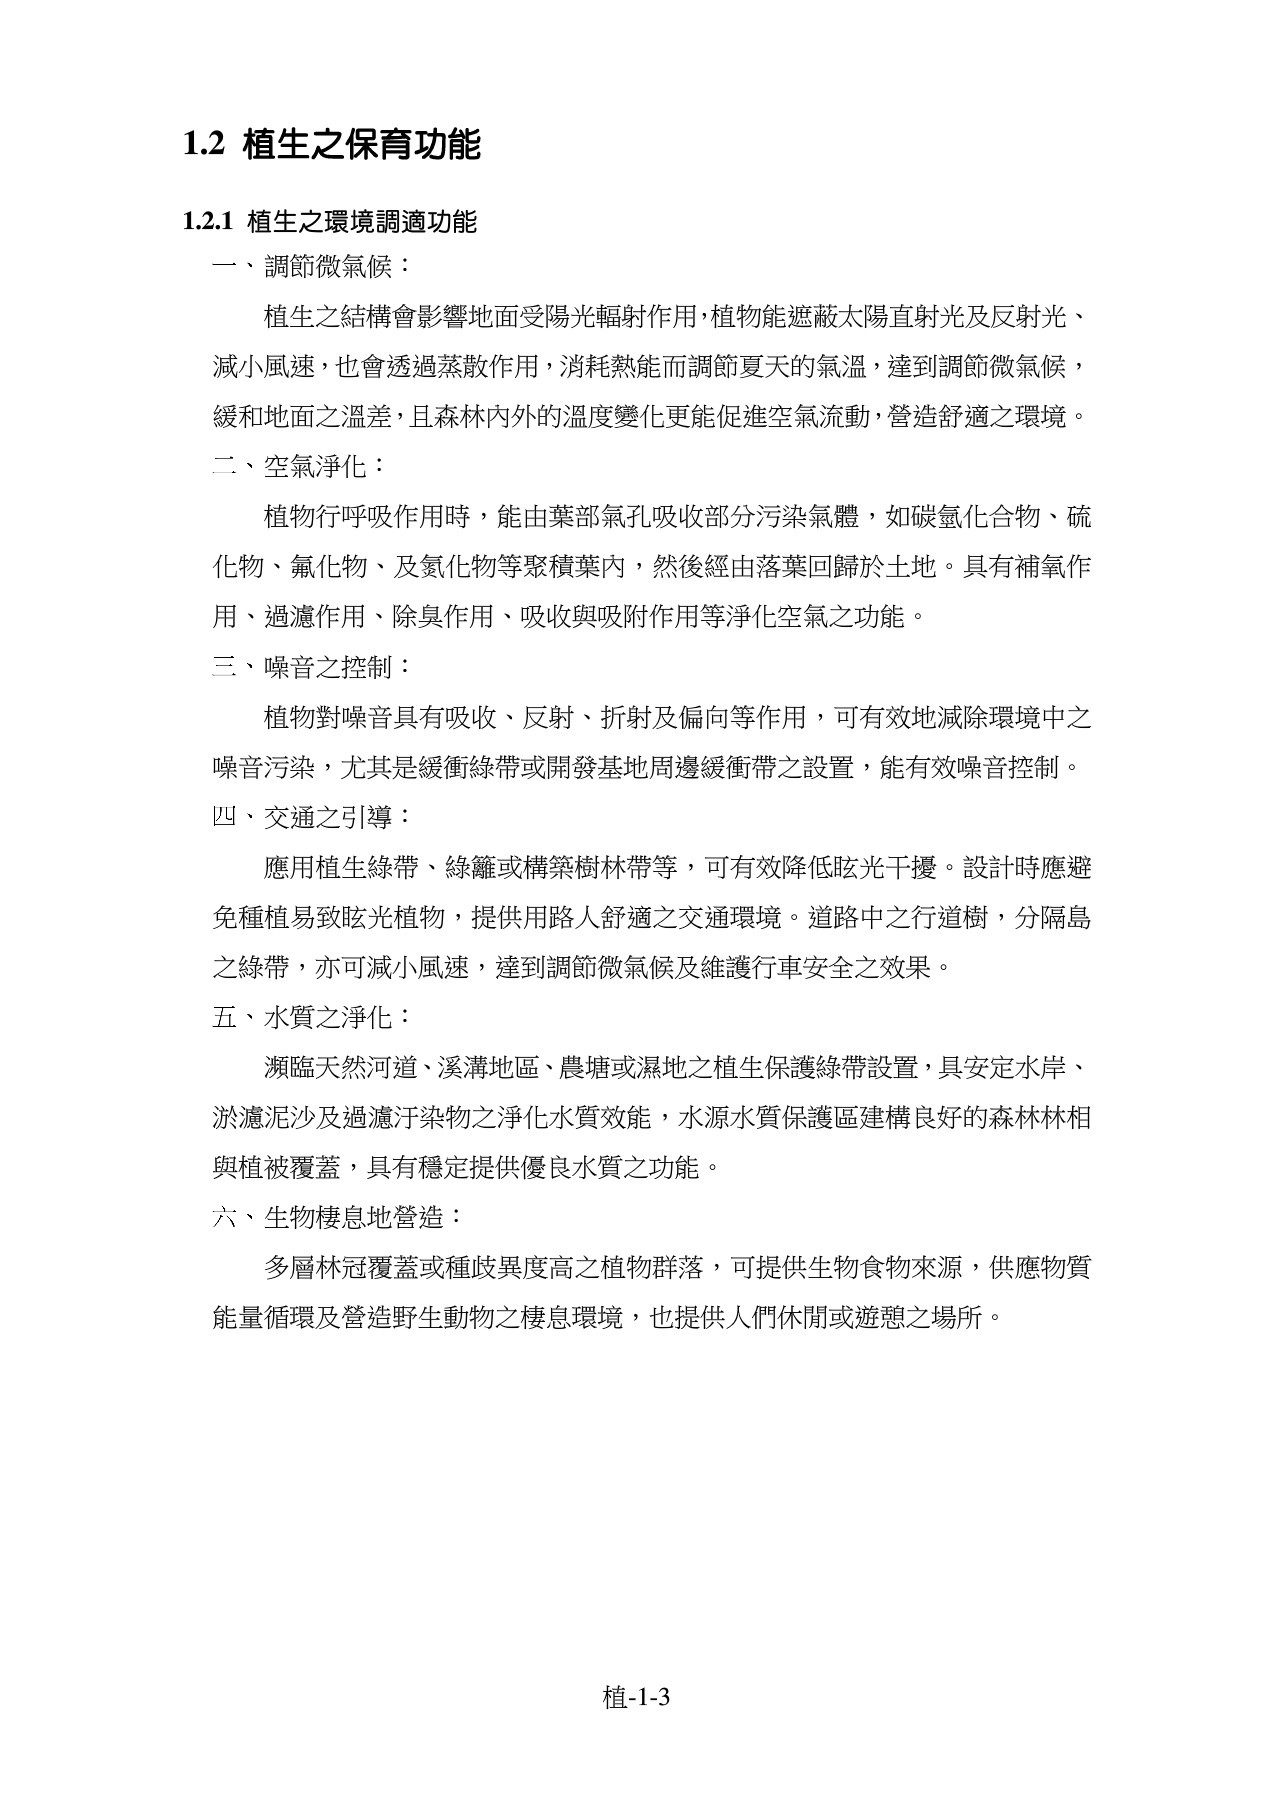 1.2 植生之保育功能
1.2.1 植生之環境調適功能
一、調節微氣候：
植生之結構會影響地面受陽光輻射作用，植物能遮蔽太陽直射光及反射光、
減小風速，也會透過蒸散作用，消耗熱能而調節夏天的氣溫，達到調節微氣候，
緩和地面之溫差，且森林內外的溫度變化更能促進空氣流動，營造舒適之環境。
二、空氣淨化：
植物行呼吸作用時，能由葉部氣孔吸收部分污染氣體，如碳氫化合物、硫
化物、氟化物、及氮化物等聚積葉內，然後經由落葉回歸於土地。具有補氧作
用、過濾作用、除臭作用、吸收與吸附作用等淨化空氣之功能。
三、噪音之控制：
植物對噪音具有吸收、反射、折射及偏向等作用，可有效地減除環境中之
噪音污染，尤其是緩衝綠帶或開發基地周邊緩衝帶之設置，能有效噪音控制。
四、交通之引導：
應用植生綠帶、綠籬或構築樹林帶等，可有效降低眩光干擾。設計時應避
免種植易致眩光植物，提供用路人舒適之交通環境。道路中之行道樹，分隔島
之綠帶，亦可減小風速，達到調節微氣候及維護行車安全之效果。
五、水質之淨化：
瀕臨天然河道、溪溝地區、農塘或濕地之植生保護綠帶設置，具安定水岸、
淤濾泥沙及過濾汙染物之淨化水質效能，水源水質保護區建構良好的森林林相
與植被覆蓋，具有穩定提供優良水質之功能。
六、生物棲息地營造：
多層林冠覆蓋或種歧異度高之植物群落，可提供生物食物來源，供應物質
能量循環及營造野生動物之棲息環境，也提供人們休閒或遊憩之場所。
植-1-3